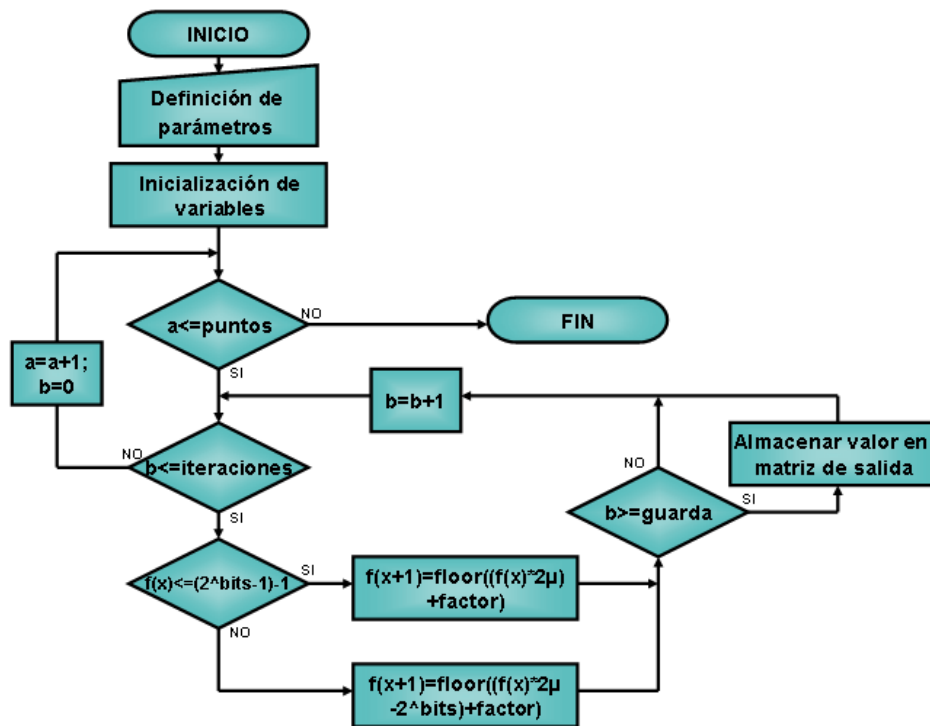 INICIO
Definición de
parámetros
Inicialización de
variables
a<=puntos
NO
FIN
SI
a=a+1;
b=0
b=b+1
b<=iteraciones
NO
SI
Almacenar valor en
matriz de salida
NO
b>=guarda
SI
f(x)<=(2^bits-1)-1
SI
f(x+1)=floor((f(x)*2µ)
+factor)
NO
f(x+1)=floor((f(x)*2µ
-2^bits)+factor)